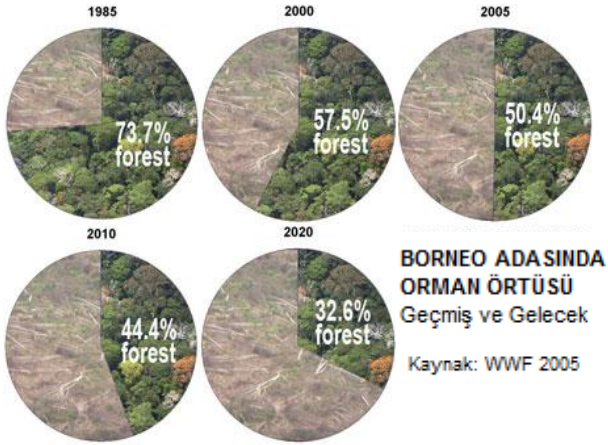 1985
2000
2005
73.7%
forest
57.5%
forest
50.4%
forest
2010
2020
44.4%
forest
32.6%
forest
BORNEO ADASINDA
ORMAN ÖRTÜSÜ
Geçmiş ve Gelecek
Kaynak: WWF 2005